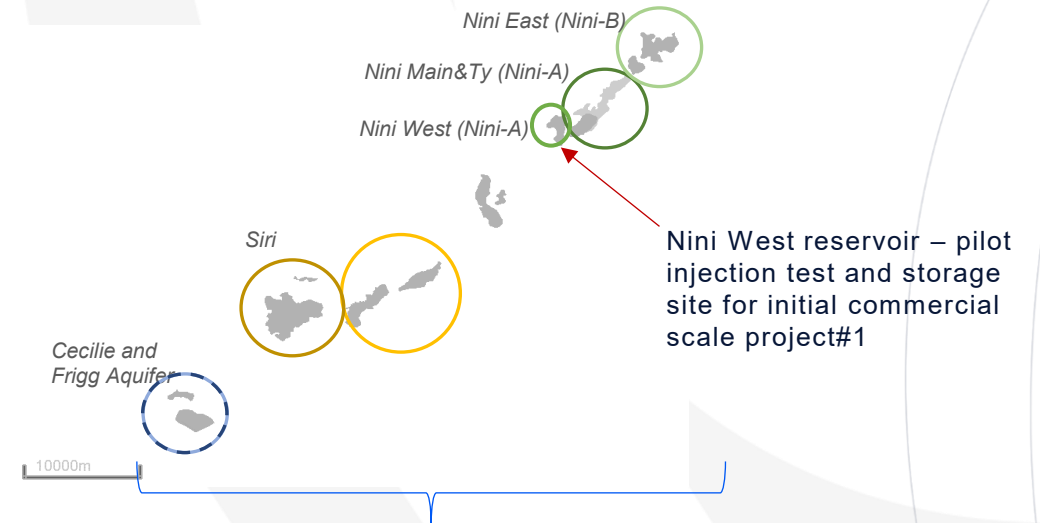 Nini East (Nini-B)
Nini Main&Ty (Nini-A)
Nini West (Nini-A)
Nini West reservoir – pilot
injection test and storage
site for initial commercial
scale project#1
Siri
Cecilie and
Frigg Aquifer
10000m